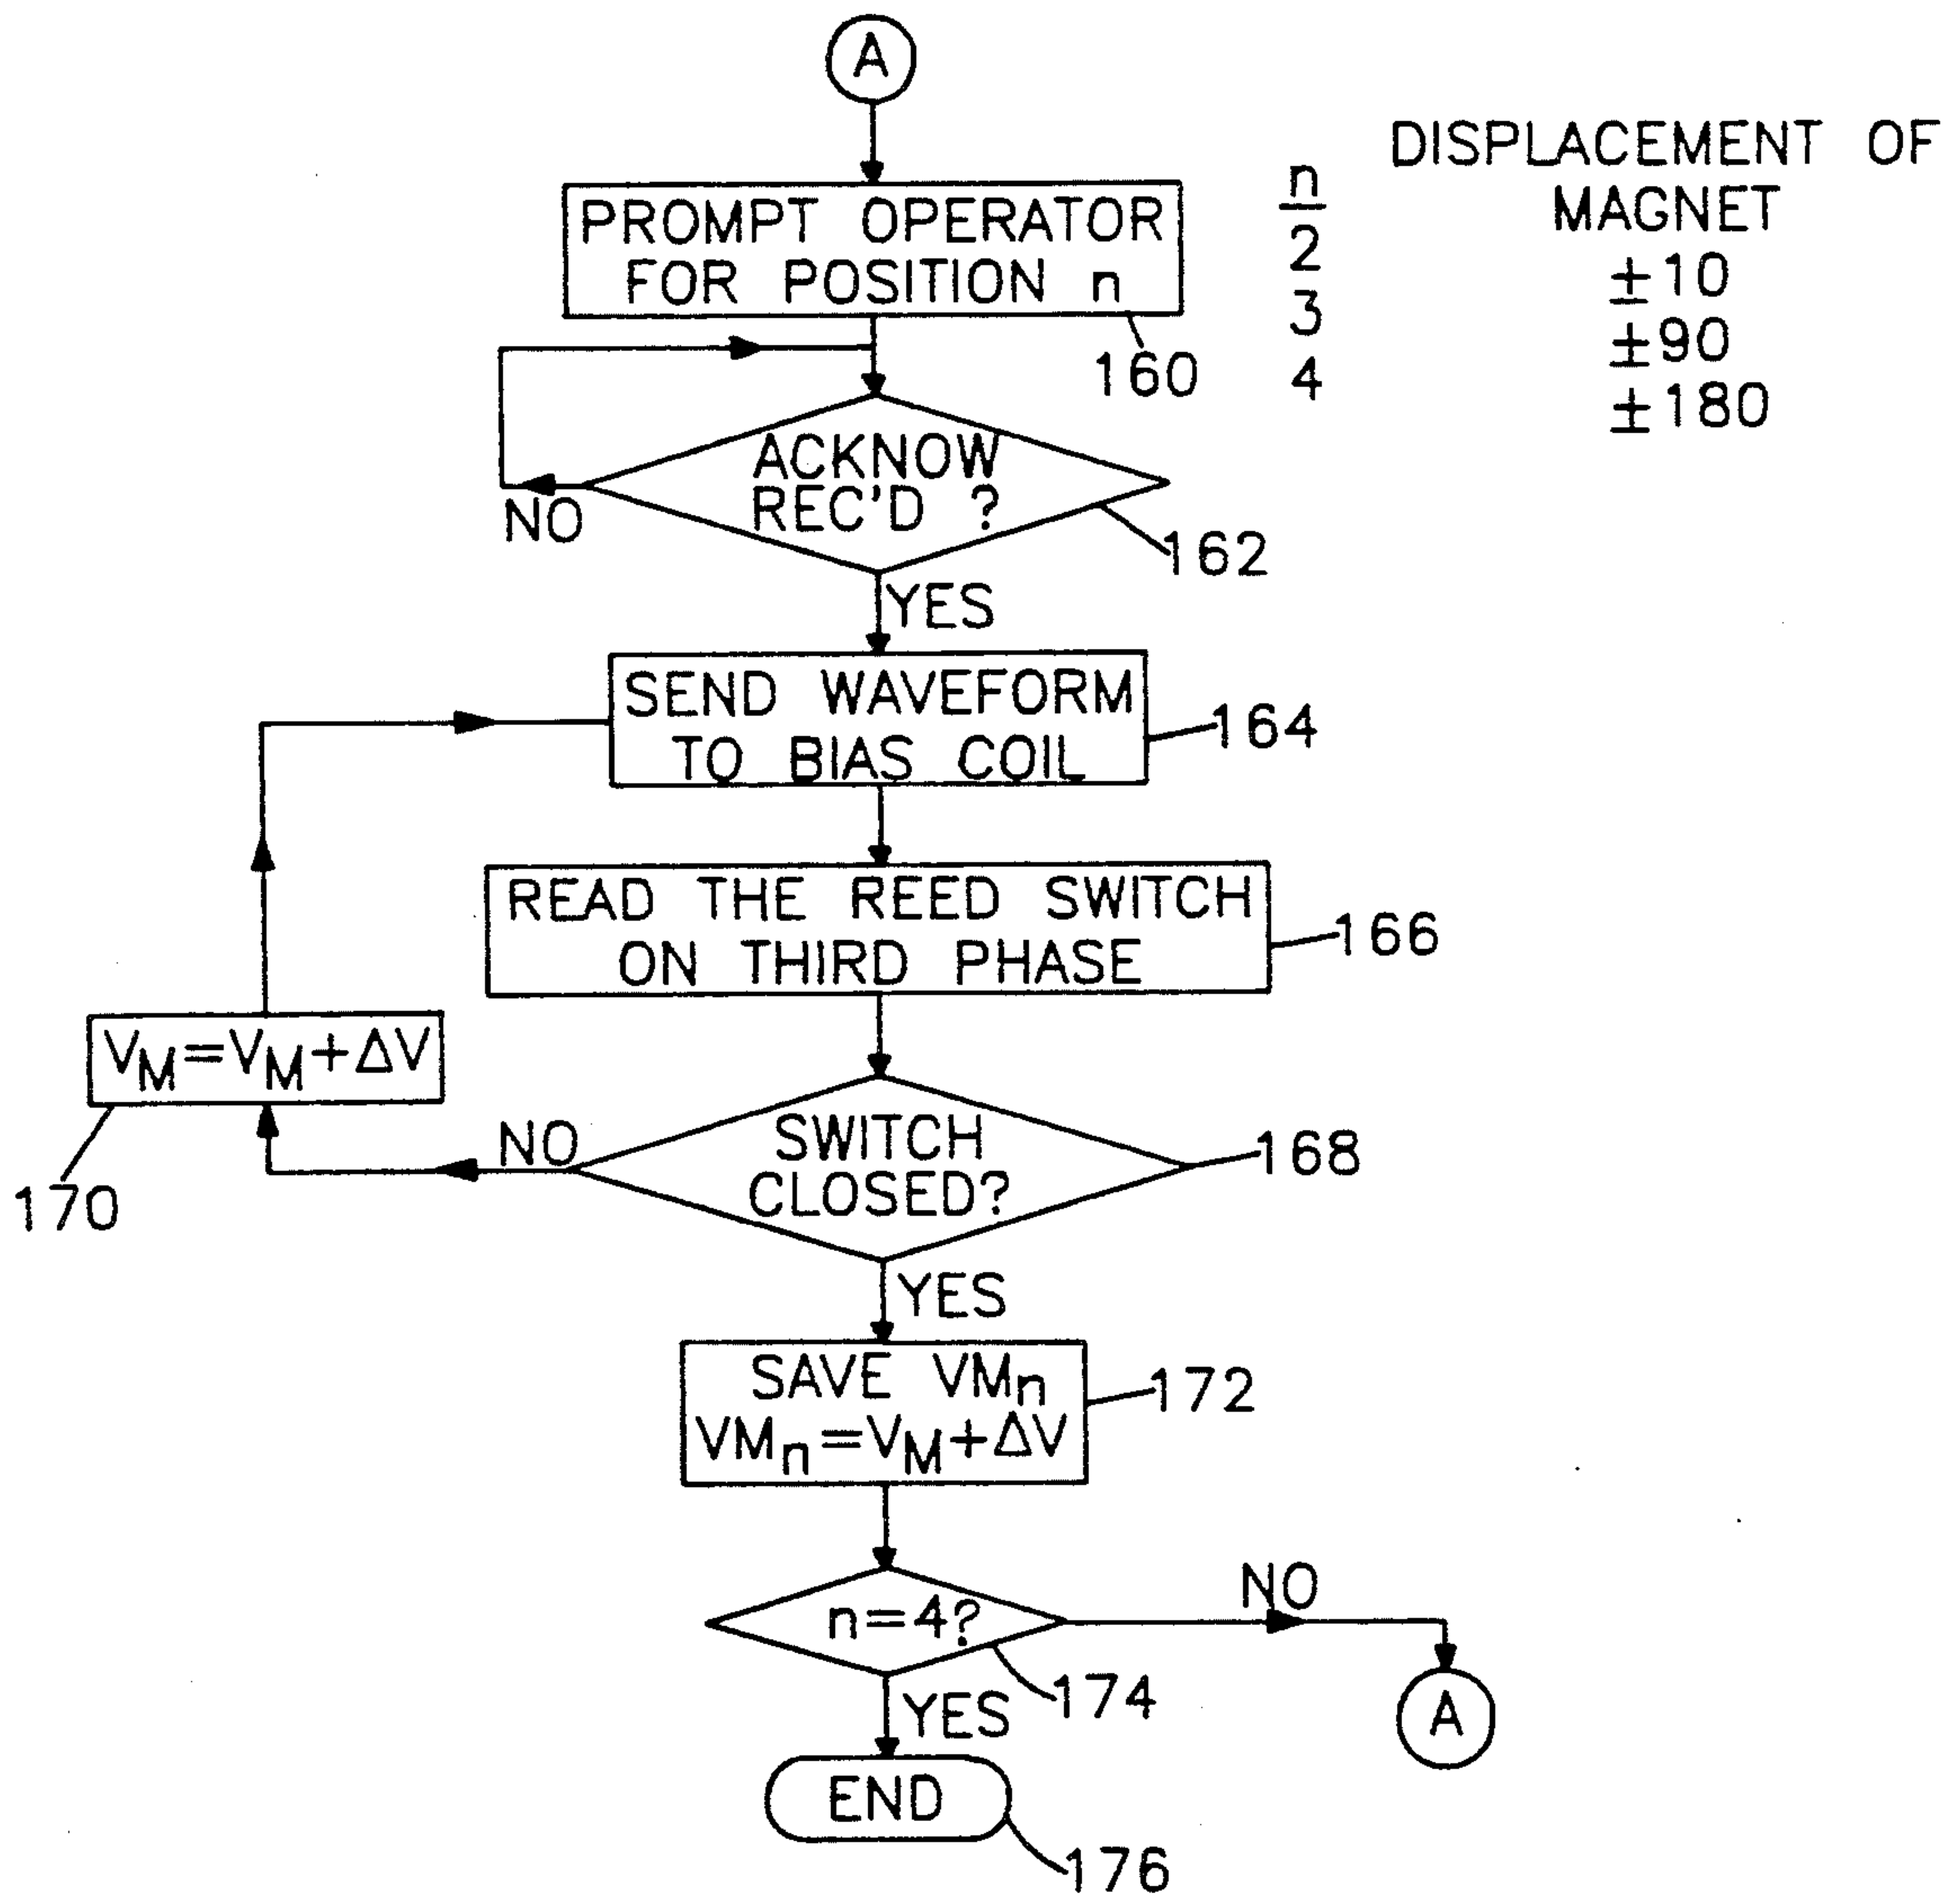 A
PROMPT OPERATOR
FOR POSITION n
160
n
2
3
4
DISPLACEMENT OF
MAGNET
±10
±90
±180
ACKNOW
REC'D ?
NO
162
YES
SEND WAVEFORM
TO BIAS COIL
164
READ THE REED SWITCH
ON THIRD PHASE
166
VM=VM+ΔV
170
NO
SWITCH
CLOSED?
168
YES
SAVE VMn
VMn=VM+ΔV
172
n=4?
NO
174
A
YES
END
176